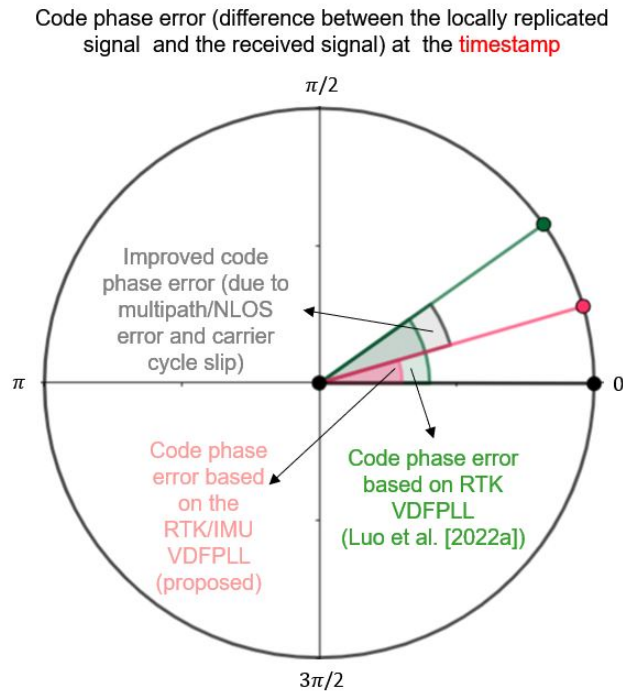 Code phase error (difference between the locally replicated
signal and the received signal) at the timestamp
π/2
Improved code
phase error (due to
multipath/NLOS
error and carrier
cycle slip)
π
0
Code phase
error based
on the
RTK/IMU
VDFPLL
(proposed)
Code phase error
based on RTK
VDFPLL
(Luo et al. [2022a])
3π/2